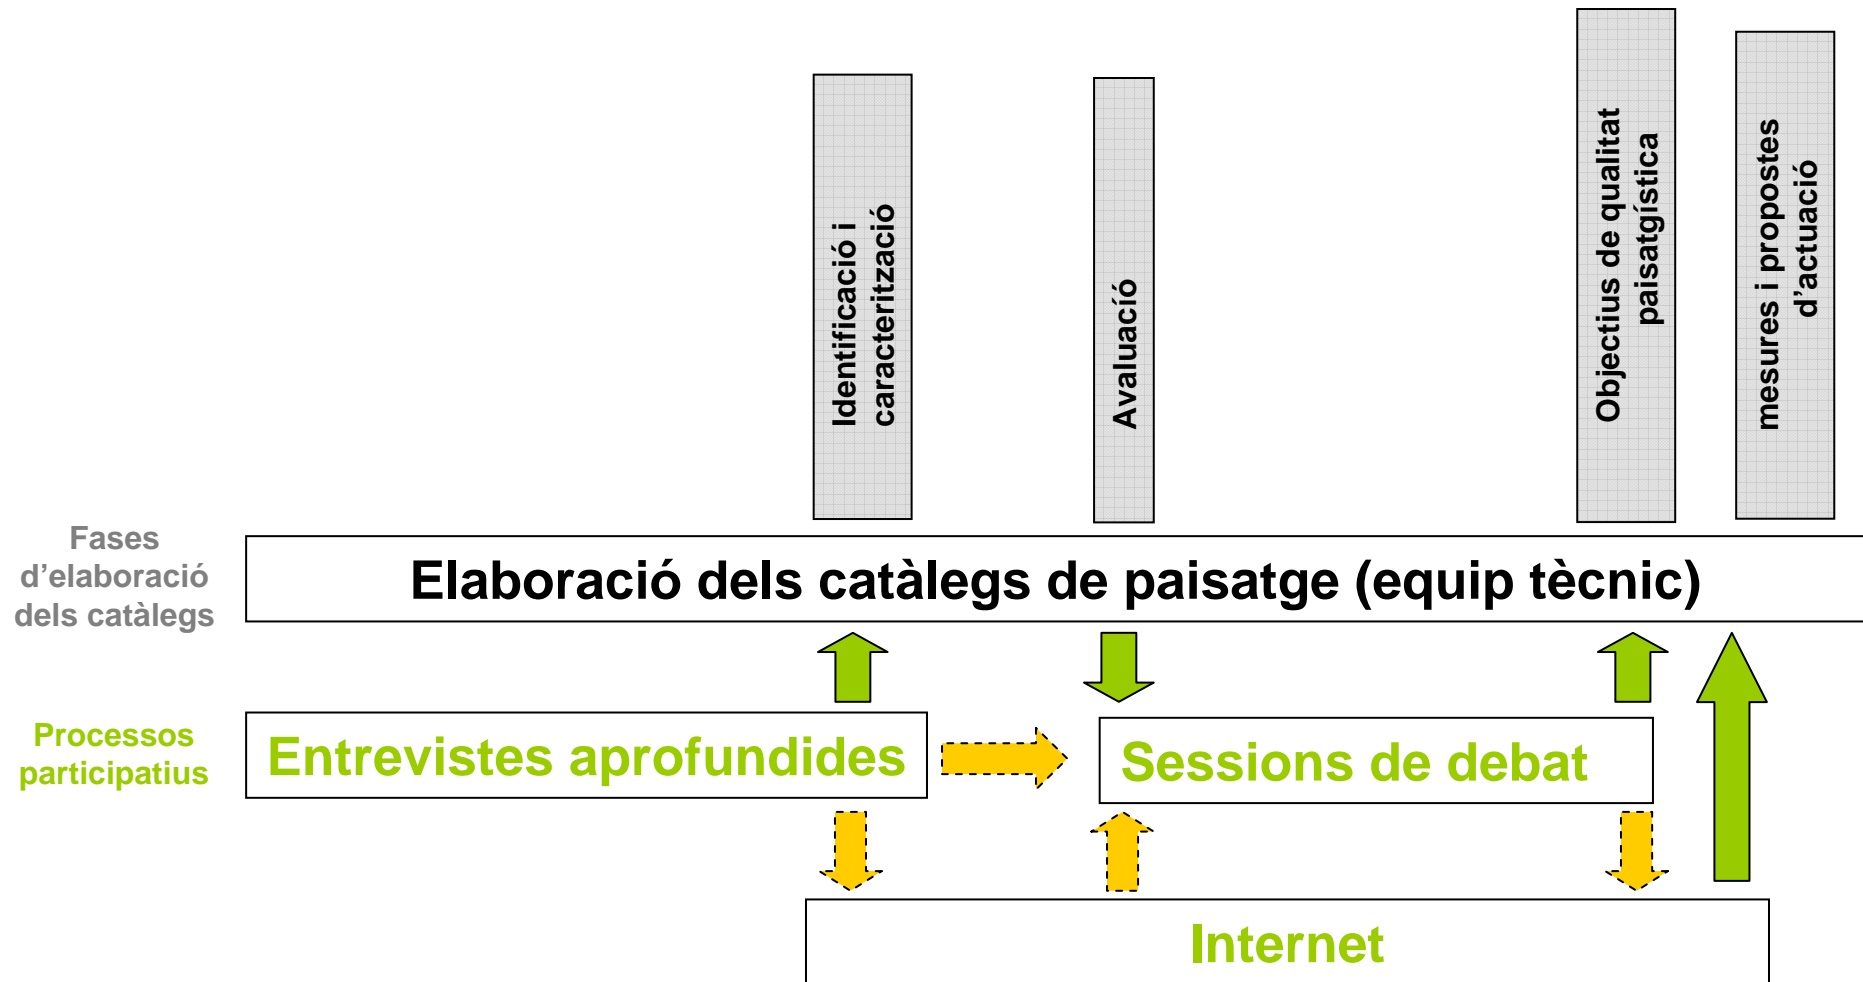 Identificació i
caracterització
Avaluació
Objectius de qualitat
paisatgística
mesures i propostes
d’actuació
Fases
d’elaboració
dels catàlegs
Elaboració dels catàlegs de paisatge (equip tècnic)
Processos
participatius
Entrevistes aprofundides
Sessions de debat
Internet